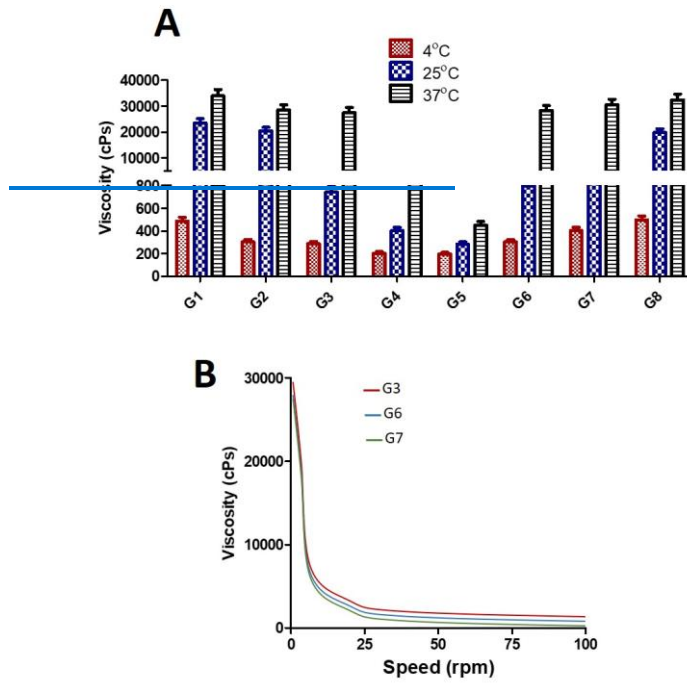 A
4°C
25°C
37°C
Viscosity (cPs)
40000
30000
20000
10000
800
600
400
200
0
G1
G2
G3
G4
G5
G6
G7
G8
B
Viscosity (cPs)
30000
20000
10000
0
G3
G6
G7
0
25
50
75
100
Speed (rpm)